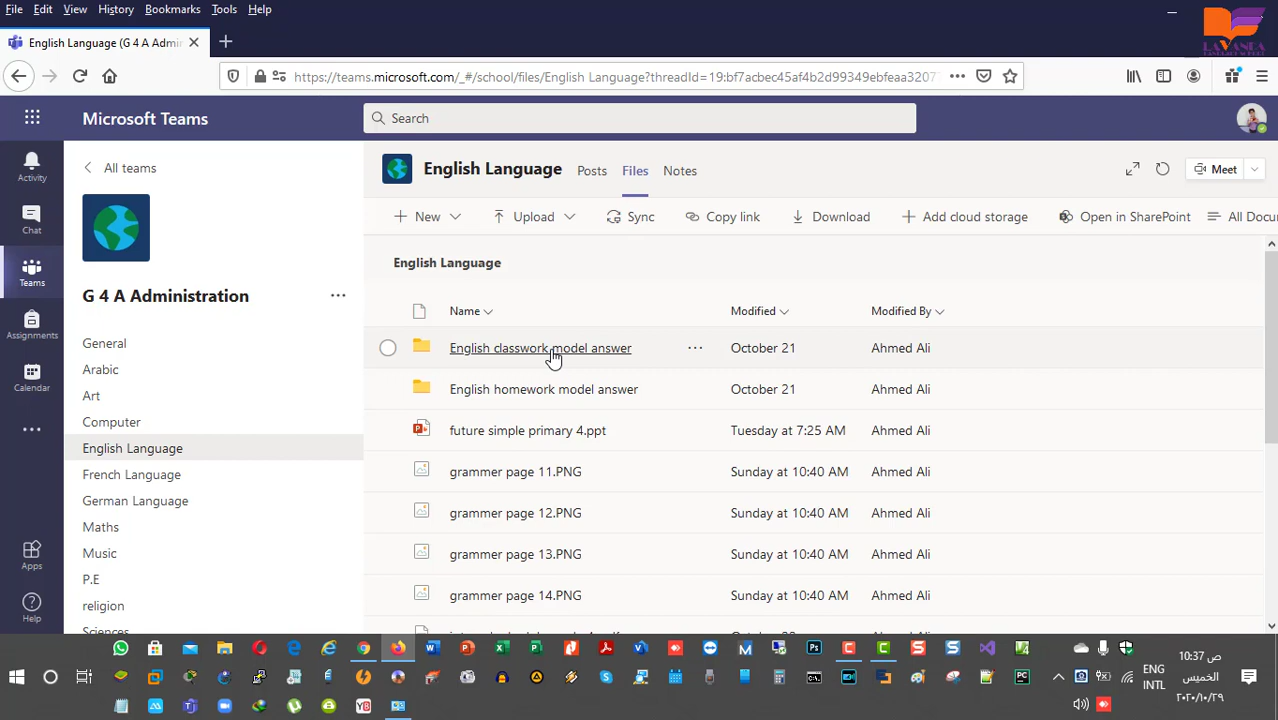 File Edit View History Bookmarks Tools Help
English Language (G 4 A Admin
https://teams.microsoft.com/_#/school/files/English Language?threadId=19:bf7acbec45af4b2d99349ebfeaa3207
LAVANDA
Microsoft Teams
Search
Activity
Chat
Teams
Assignments
Calendar
Apps
Help
All teams
G 4 A Administration
General
Arabic
Art
Computer
English Language
French Language
German Language
Maths
Music
P.E
religion
Sciences
English Language Posts Files Notes
Meet
New Upload Sync Copy link Download Add cloud storage Open in SharePoint All Docu
English Language
Name Modified Modified By
English classwork model answer October 21 Ahmed Ali
English homework model answer October 21 Ahmed Ali
future simple primary 4.ppt Tuesday at 7:25 AM Ahmed Ali
grammer page 11.PNG Sunday at 10:40 AM Ahmed Ali
grammer page 12.PNG Sunday at 10:40 AM Ahmed Ali
grammer page 13.PNG Sunday at 10:40 AM Ahmed Ali
grammer page 14.PNG Sunday at 10:40 AM Ahmed Ali
ENG
INTL
10:37 ص
الخميس
٢٠٢٠/١٠/٢٩